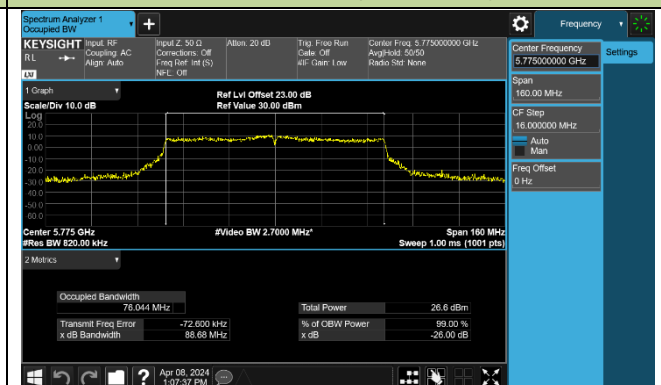 Spectrum Analyzer 1
Occupied BW
+
Frequency
KEYSIGHT
RL
Input: RF
Coupling: AC
Align: Auto
Input Z: 50 Ω
Corrections: Off
Freq Ref: Int (S)
NFE: Off
Atten: 20 dB
Trig: Free Run
Gate: Off
#IF Gain: Low
Center Freq: 5.775000000 GHz
Avg|Hold: 50/50
Radio Std: None
LXI
Center Frequency
5.775000000 GHz
Settings
Span
160.00 MHz
CF Step
16.000000 MHz
Auto
Man
Freq Offset
0 Hz
1 Graph
Scale/Div 10.0 dB
Ref Lvl Offset 23.00 dB
Ref Value 30.00 dBm
Log
20.0
10.0
0.00
-10.0
-20.0
-30.0
-40.0
-50.0
-60.0
Center 5.775 GHz
#Video BW 2.7000 MHz*
Span 160 MHz
#Res BW 820.00 kHz
Sweep 1.00 ms (1001 pts)
2 Metrics
Occupied Bandwidth
76.044 MHz
Total Power
26.6 dBm
Transmit Freq Error
-72.600 kHz
% of OBW Power
99.00 %
x dB Bandwidth
88.68 MHz
x dB
-26.00 dB
?
Apr 08, 2024
1:07:37 PM